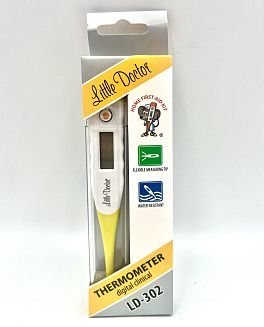 Little Doctor
HOME FIRST-AID KIT
®
FLEXIBLE MEASURING TIP
WATER RESISTANT
Little Doctor
THERMOMETER
digital clinical
LD-302